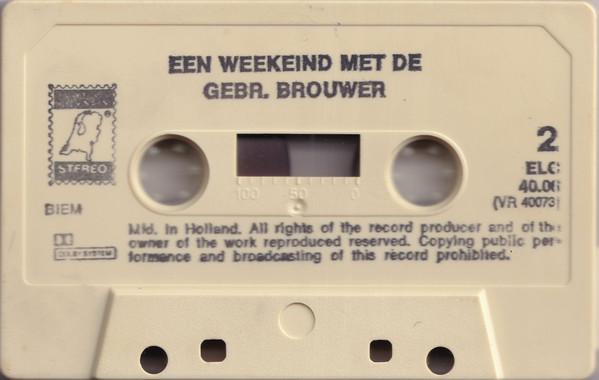 EEN WEEKEIND MET DE
GEBR. BROUWER
STEREO
2
ELC
40.06
(VR 40073)
BIEM
100 50 0
Mfd. in Holland. All rights of the record producer and of the
owner of the work reproduced reserved. Copying public per-
formance and broadcasting of this record prohibited.
DOLBY SYSTEM